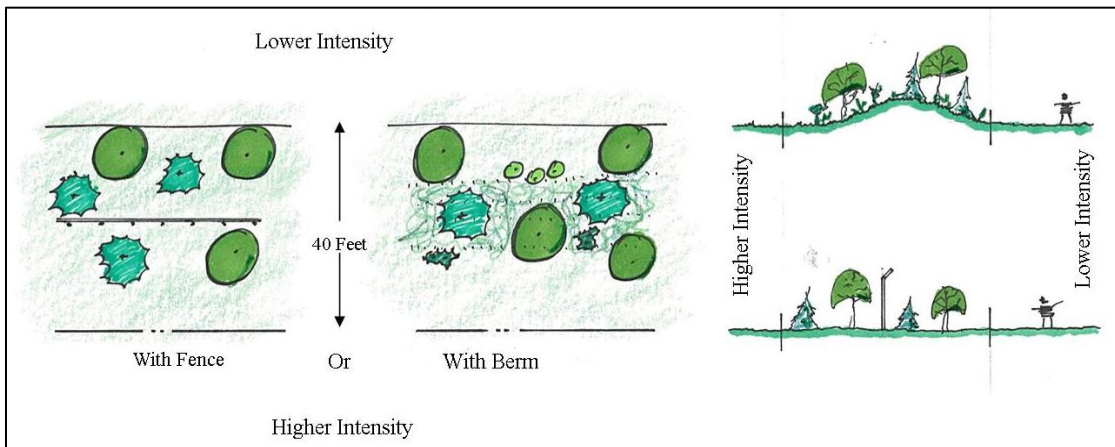 Lower Intensity
40 Feet
With Fence
Or
With Berm
Higher Intensity
Higher Intensity
Lower Intensity